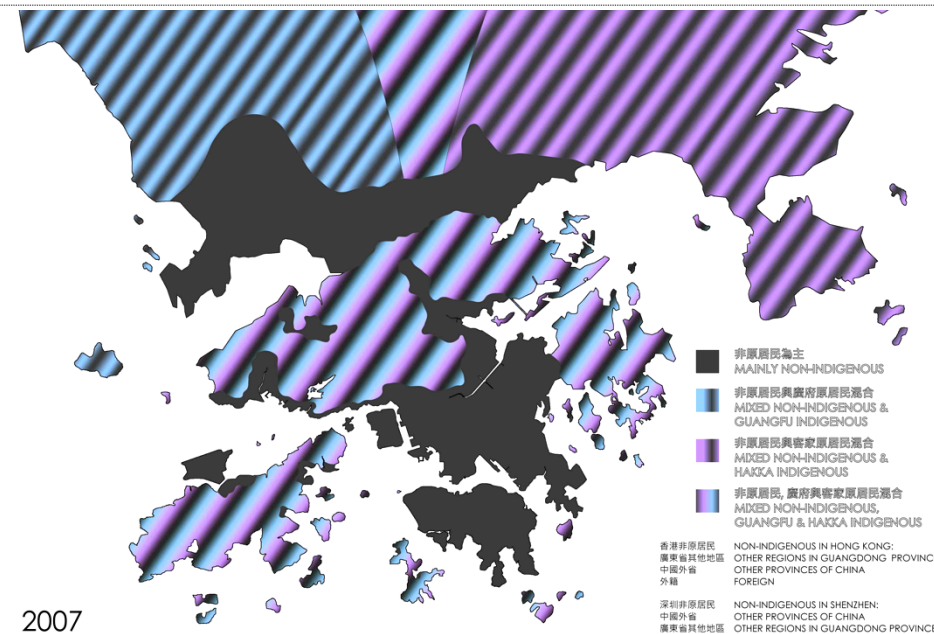 非原居民為主
MAINLY NON-INDIGENOUS
非原居民與廣府原居民混合
MIXED NON-INDIGENOUS &
GUANGFU INDIGENOUS
非原居民與客家原居民混合
MIXED NON-INDIGENOUS &
HAKKA INDIGENOUS
非原居民, 廣府與客家原居民混合
MIXED NON-INDIGENOUS,
GUANGFU & HAKKA INDIGENOUS
香港非原居民 NON-INDIGENOUS IN HONG KONG:
廣東省其他地區 OTHER REGIONS IN GUANGDONG PROVINC
中國外省 OTHER PROVINCES OF CHINA
外籍 FOREIGN
深圳非原居民 NON-INDIGENOUS IN SHENZHEN:
中國外省 OTHER PROVINCES OF CHINA
廣東省其他地區 OTHER REGIONS IN GUANGDONG PROVINCE
2007